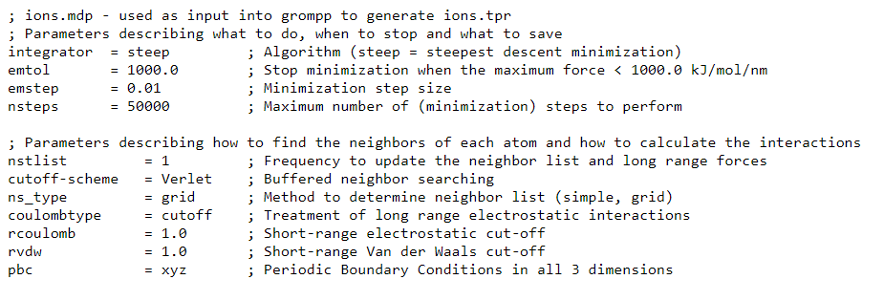 ; ions.mdp - used as input into grompp to generate ions.tpr
; Parameters describing what to do, when to stop and what to save
integrator  = steep         ; Algorithm (steep = steepest descent minimization)
emtol       = 1000.0        ; Stop minimization when the maximum force < 1000.0 kJ/mol/nm
emstep      = 0.01          ; Minimization step size
nsteps      = 50000         ; Maximum number of (minimization) steps to perform

; Parameters describing how to find the neighbors of each atom and how to calculate the interactions
nstlist         = 1         ; Frequency to update the neighbor list and long range forces
cutoff-scheme   = Verlet    ; Buffered neighbor searching
ns_type         = grid      ; Method to determine neighbor list (simple, grid)
coulombtype     = cutoff    ; Treatment of long range electrostatic interactions
rcoulomb        = 1.0       ; Short-range electrostatic cut-off
rvdw            = 1.0       ; Short-range Van der Waals cut-off
pbc             = xyz       ; Periodic Boundary Conditions in all 3 dimensions